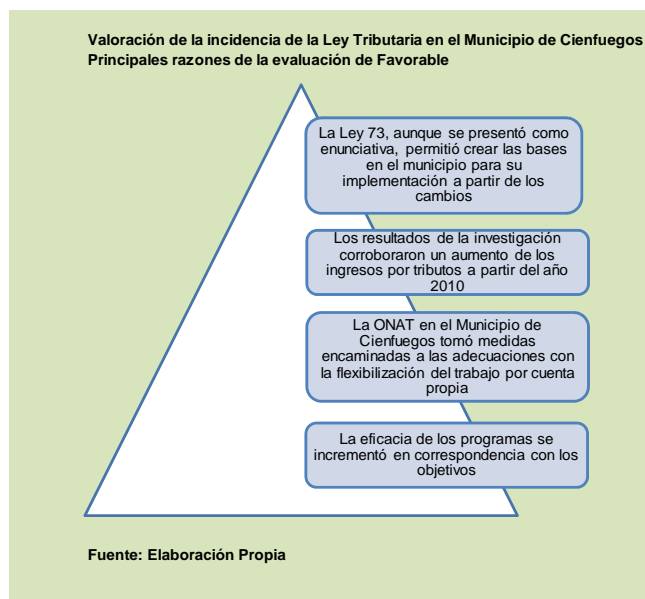 Valoración de la incidencia de la Ley Tributaria en el Municipio de Cienfuegos
Principales razones de la evaluación de Favorable
La Ley 73, aunque se presentó como
enunciativa, permitió crear las bases
en el municipio para su
implementación a partir de los
cambios
Los resultados de la investigación
corroboraron un aumento de los
ingresos por tributos a partir del año
2010
La ONAT en el Municipio de
Cienfuegos tomó medidas
encaminadas a las adecuaciones con
la flexibilización del trabajo por cuenta
propia
La eficacia de los programas se
incrementó en correspondencia con los
objetivos
Fuente: Elaboración Propia